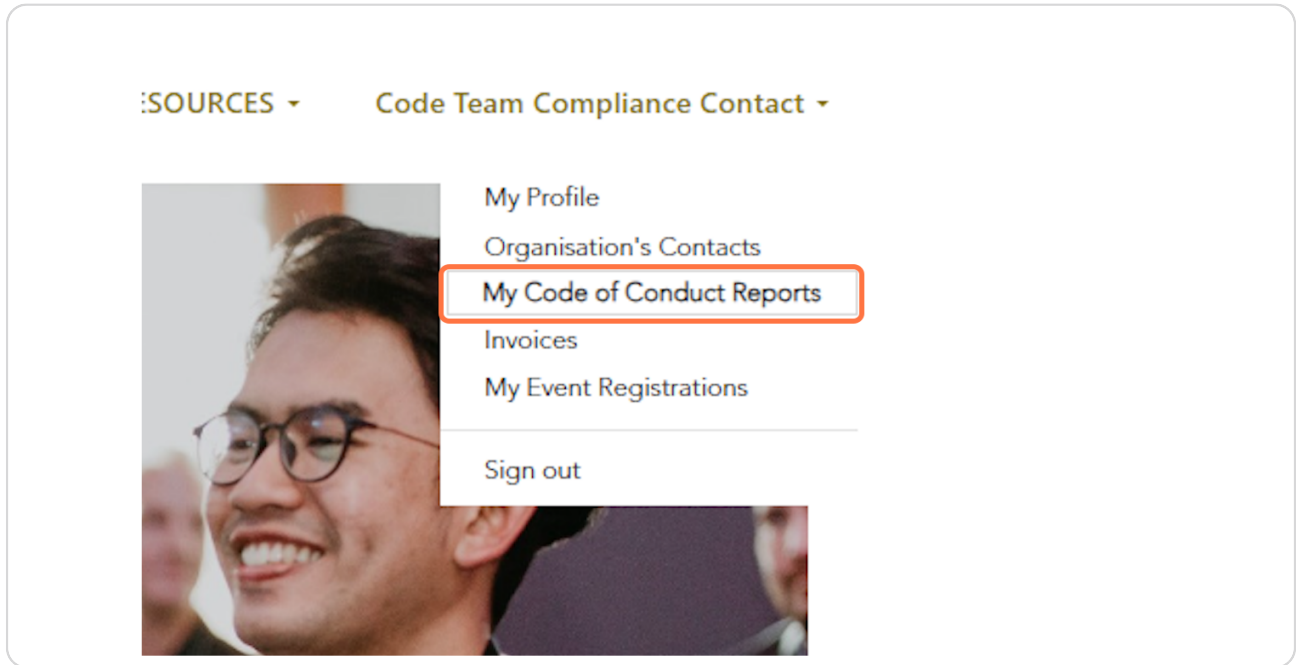 ESOURCES
Code Team Compliance Contact
My Profile
Organisation's Contacts
My Code of Conduct Reports
Invoices
My Event Registrations
Sign out